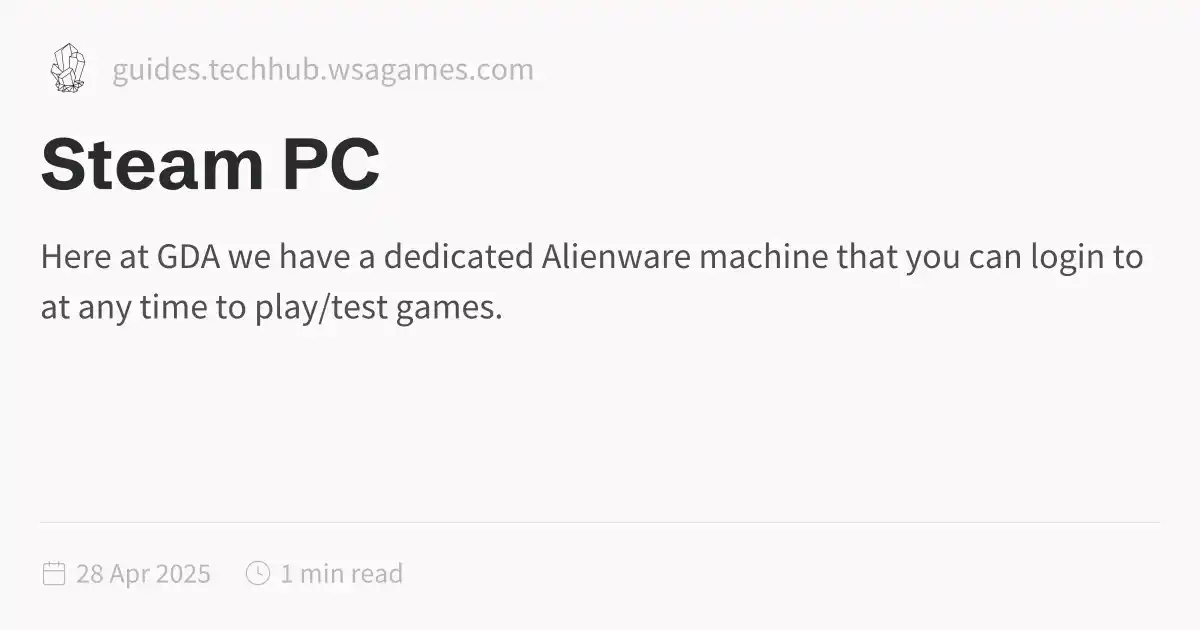 guides.techhub.wsagames.com
Steam PC
Here at GDA we have a dedicated Alienware machine that you can login to
at any time to play/test games.
28 Apr 2025 1 min read